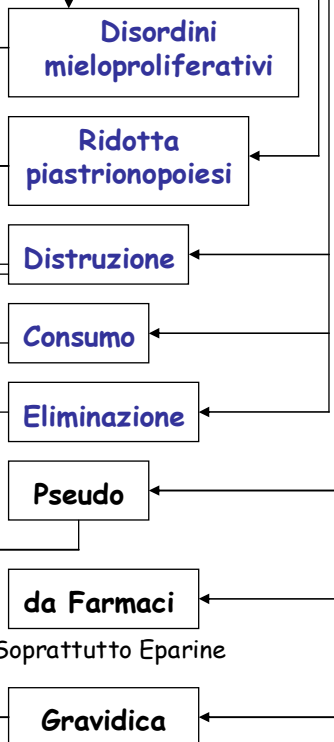 Disordini
mieloproliferativi
Ridotta
piastrionopoiesi
Distruzione
Consumo
Eliminazione
Pseudo
da Farmaci
Soprattutto Eparine
Gravidica